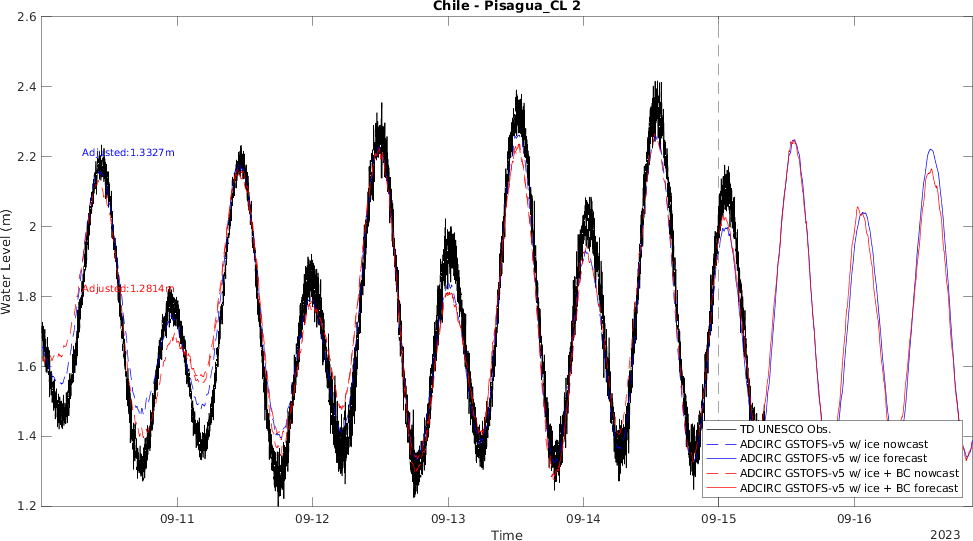 Chile - Pisagua_CL 2
2.6
2.4
2.2
2
1.8
1.6
1.4
1.2
Water Level (m)
Adjusted:1.3327m
Adjusted:1.2814m
TD UNESCO Obs.
ADCIRC GSTOFS-v5 w/ ice nowcast
ADCIRC GSTOFS-v5 w/ ice forecast
ADCIRC GSTOFS-v5 w/ ice + BC nowcast
ADCIRC GSTOFS-v5 w/ ice + BC forecast
09-11 09-12 09-13 09-14 09-15 09-16
Time
2023